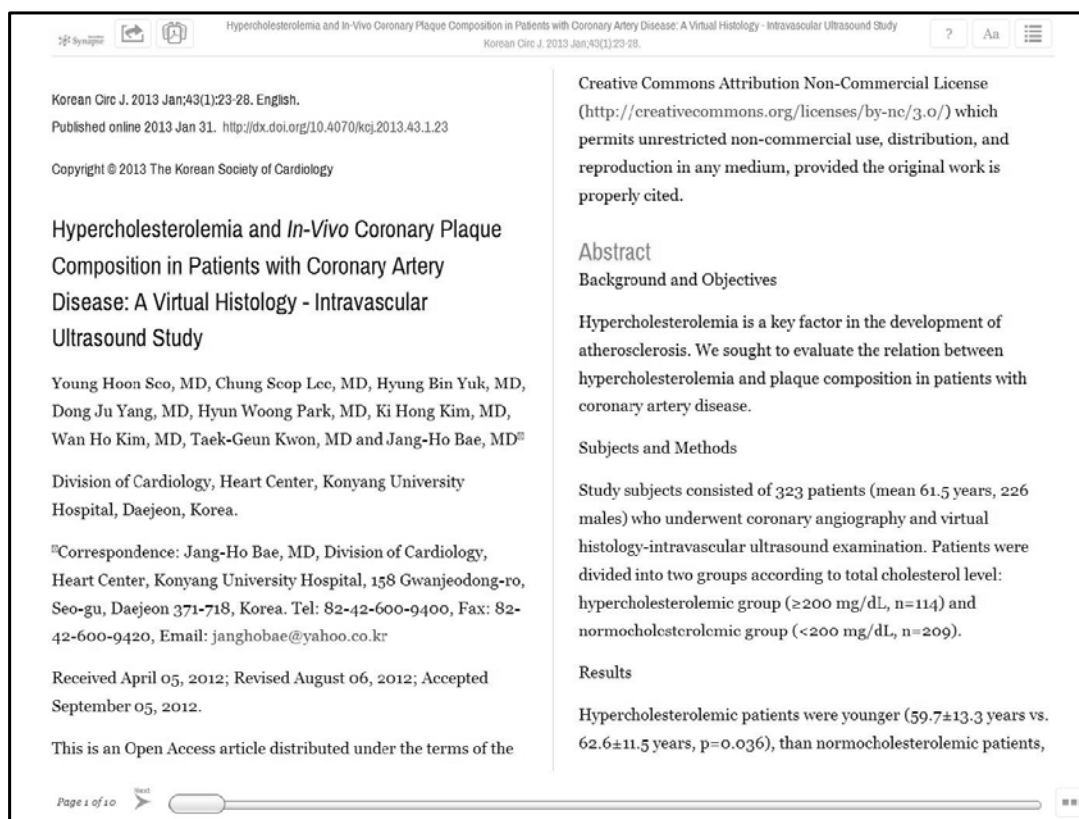 Synapse
Hypercholesterolemia and In-Vivo Coronary Plaque Composition in Patients with Coronary Artery Disease: A Virtual Histology - Intravascular Ultrasound Study
Korean Circ J. 2013 Jan;43(1):23-28.
?
Aa
Korean Circ J. 2013 Jan;43(1):23-28. English.
Published online 2013 Jan 31. http://dx.doi.org/10.4070/kcj.2013.43.1.23
Copyright © 2013 The Korean Society of Cardiology
Hypercholesterolemia and In-Vivo Coronary Plaque
Composition in Patients with Coronary Artery
Disease: A Virtual Histology - Intravascular
Ultrasound Study
Young Hoon Seo, MD, Chung Seop Lee, MD, Hyung Bin Yuk, MD,
Dong Ju Yang, MD, Hyun Woong Park, MD, Ki Hong Kim, MD,
Wan Ho Kim, MD, Taek-Geun Kwon, MD and Jang-Ho Bae, MD
Division of Cardiology, Heart Center, Konyang University
Hospital, Daejeon, Korea.
Correspondence: Jang-Ho Bae, MD, Division of Cardiology,
Heart Center, Konyang University Hospital, 158 Gwanjeodong-ro,
Seo-gu, Daejeon 371-718, Korea. Tel: 82-42-600-9400, Fax: 82-
42-600-9420, Email: janghobae@yahoo.co.kr
Received April 05, 2012; Revised August 06, 2012; Accepted
September 05, 2012.
This is an Open Access article distributed under the terms of the
Creative Commons Attribution Non-Commercial License
(http://creativecommons.org/licenses/by-nc/3.0/) which
permits unrestricted non-commercial use, distribution, and
reproduction in any medium, provided the original work is
properly cited.
Abstract
Background and Objectives
Hypercholesterolemia is a key factor in the development of
atherosclerosis. We sought to evaluate the relation between
hypercholesterolemia and plaque composition in patients with
coronary artery disease.
Subjects and Methods
Study subjects consisted of 323 patients (mean 61.5 years, 226
males) who underwent coronary angiography and virtual
histology-intravascular ultrasound examination. Patients were
divided into two groups according to total cholesterol level:
hypercholesterolemic group (≥200 mg/dL, n=114) and
normocholesterolemic group (<200 mg/dL, n=209).
Results
Hypercholesterolemic patients were younger (59.7±13.3 years vs.
62.6±11.5 years, p=0.036), than normocholesterolemic patients,
Page 1 of 10
Next